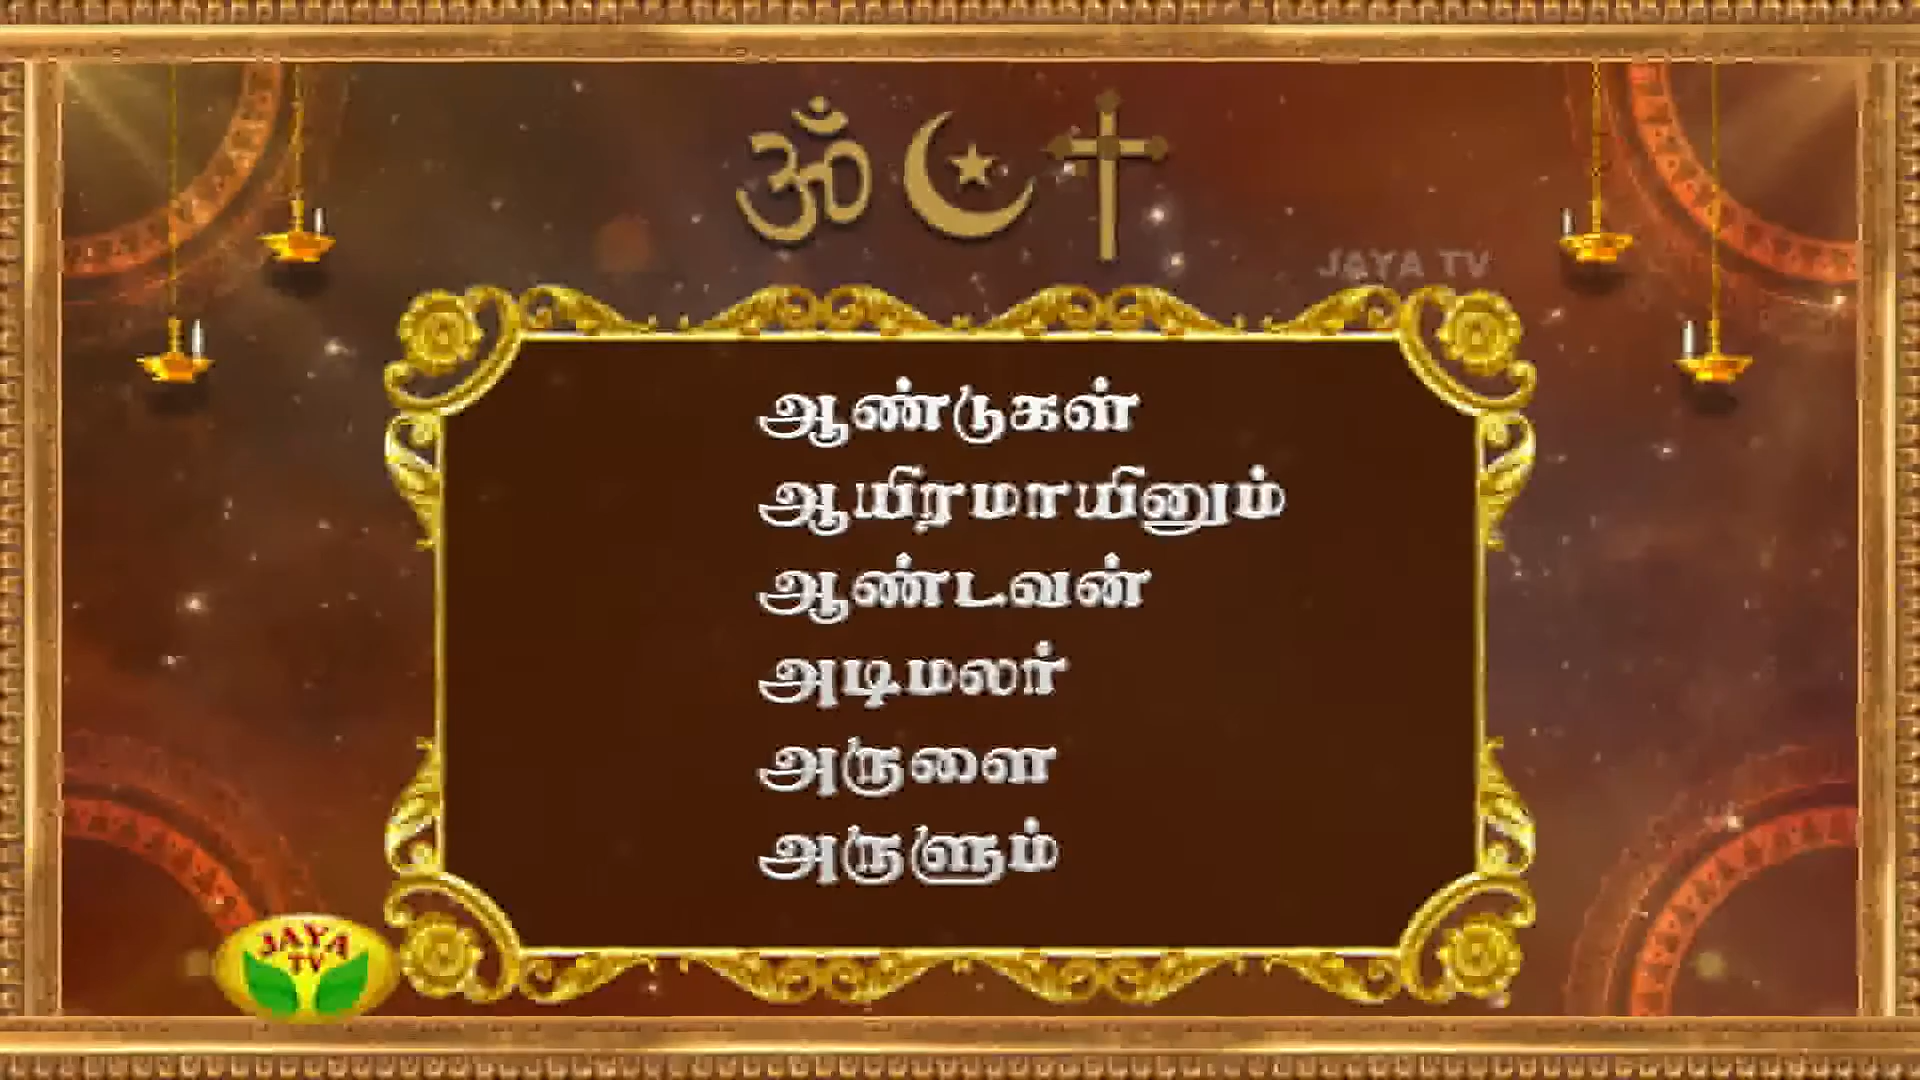 JAYA TV
ஆண்டுகள்
ஆயிரமாயினும்
ஆண்டவன்
அடிமலர்
அருளை
அருளும்
JAYA
TV